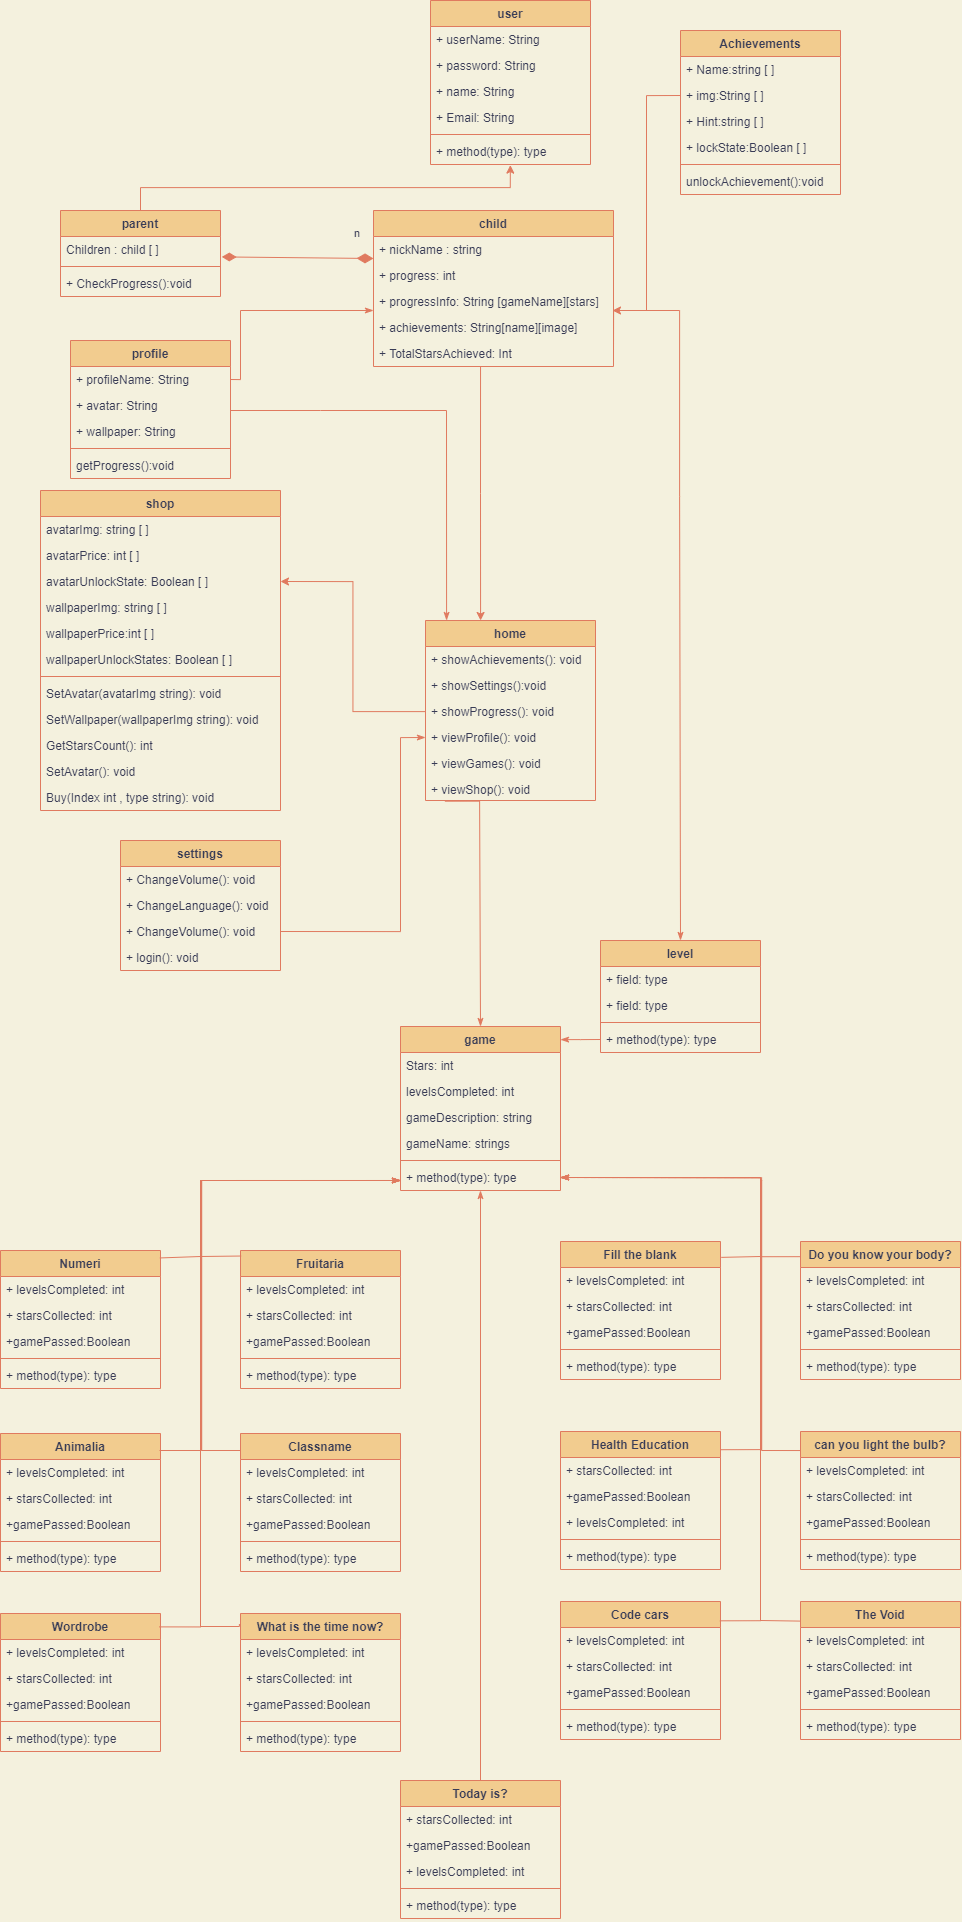 user
+ userName: String
+ password: String
+ name: String
+ Email: String
+ method(type): type
Achievements
+ Name:string [ ]
+ img:String [ ]
+ Hint:string [ ]
+ lockState:Boolean [ ]
unlockAchievement():void
parent
Children : child [ ]
+ CheckProgress():void
n
child
+ nickName : string
+ progress: int
+ progressInfo: String [gameName][stars]
+ achievements: String[name][image]
+ TotalStarsAchieved: Int
profile
+ profileName: String
+ avatar: String
+ wallpaper: String
getProgress():void
shop
avatarImg: string [ ]
avatarPrice: int [ ]
avatarUnlockState: Boolean [ ]
wallpaperImg: string [ ]
wallpaperPrice:int [ ]
wallpaperUnlockStates: Boolean [ ]
SetAvatar(avatarImg string): void
SetWallpaper(wallpaperImg string): void
GetStarsCount(): int
SetAvatar(): void
Buy(Index int , type string): void
home
+ showAchievements(): void
+ showSettings():void
+ showProgress(): void
+ viewProfile(): void
+ viewGames(): void
+ viewShop(): void
settings
+ ChangeVolume(): void
+ ChangeLanguage(): void
+ ChangeVolume(): void
+ login(): void
level
+ field: type
+ field: type
+ method(type): type
game
Stars: int
levelsCompleted: int
gameDescription: string
gameName: strings
+ method(type): type
Numeri
+ levelsCompleted: int
+ starsCollected: int
+gamePassed:Boolean
+ method(type): type
Fruitaria
+ levelsCompleted: int
+ starsCollected: int
+gamePassed:Boolean
+ method(type): type
Fill the blank
+ levelsCompleted: int
+ starsCollected: int
+gamePassed:Boolean
+ method(type): type
Do you know your body?
+ levelsCompleted: int
+ starsCollected: int
+gamePassed:Boolean
+ method(type): type
Animalia
+ levelsCompleted: int
+ starsCollected: int
+gamePassed:Boolean
+ method(type): type
Classname
+ levelsCompleted: int
+ starsCollected: int
+gamePassed:Boolean
+ method(type): type
Health Education
+ starsCollected: int
+gamePassed:Boolean
+ levelsCompleted: int
+ method(type): type
can you light the bulb?
+ levelsCompleted: int
+ starsCollected: int
+gamePassed:Boolean
+ method(type): type
Wordrobe
+ levelsCompleted: int
+ starsCollected: int
+gamePassed:Boolean
+ method(type): type
What is the time now?
+ levelsCompleted: int
+ starsCollected: int
+gamePassed:Boolean
+ method(type): type
Code cars
+ levelsCompleted: int
+ starsCollected: int
+gamePassed:Boolean
+ method(type): type
The Void
+ levelsCompleted: int
+ starsCollected: int
+gamePassed:Boolean
+ method(type): type
Today is?
+ starsCollected: int
+gamePassed:Boolean
+ levelsCompleted: int
+ method(type): type